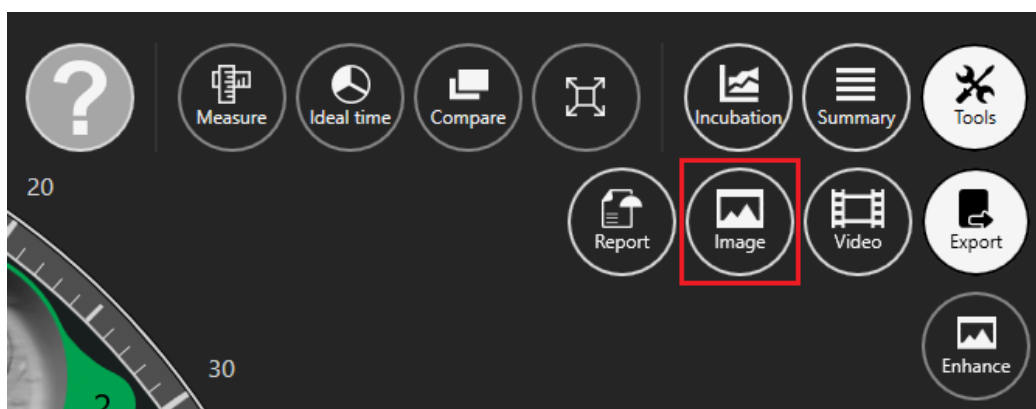 ?
Measure
Ideal time
Compare
Incubation
Summary
Tools
20
Report
Image
Video
Export
30
Enhance
2